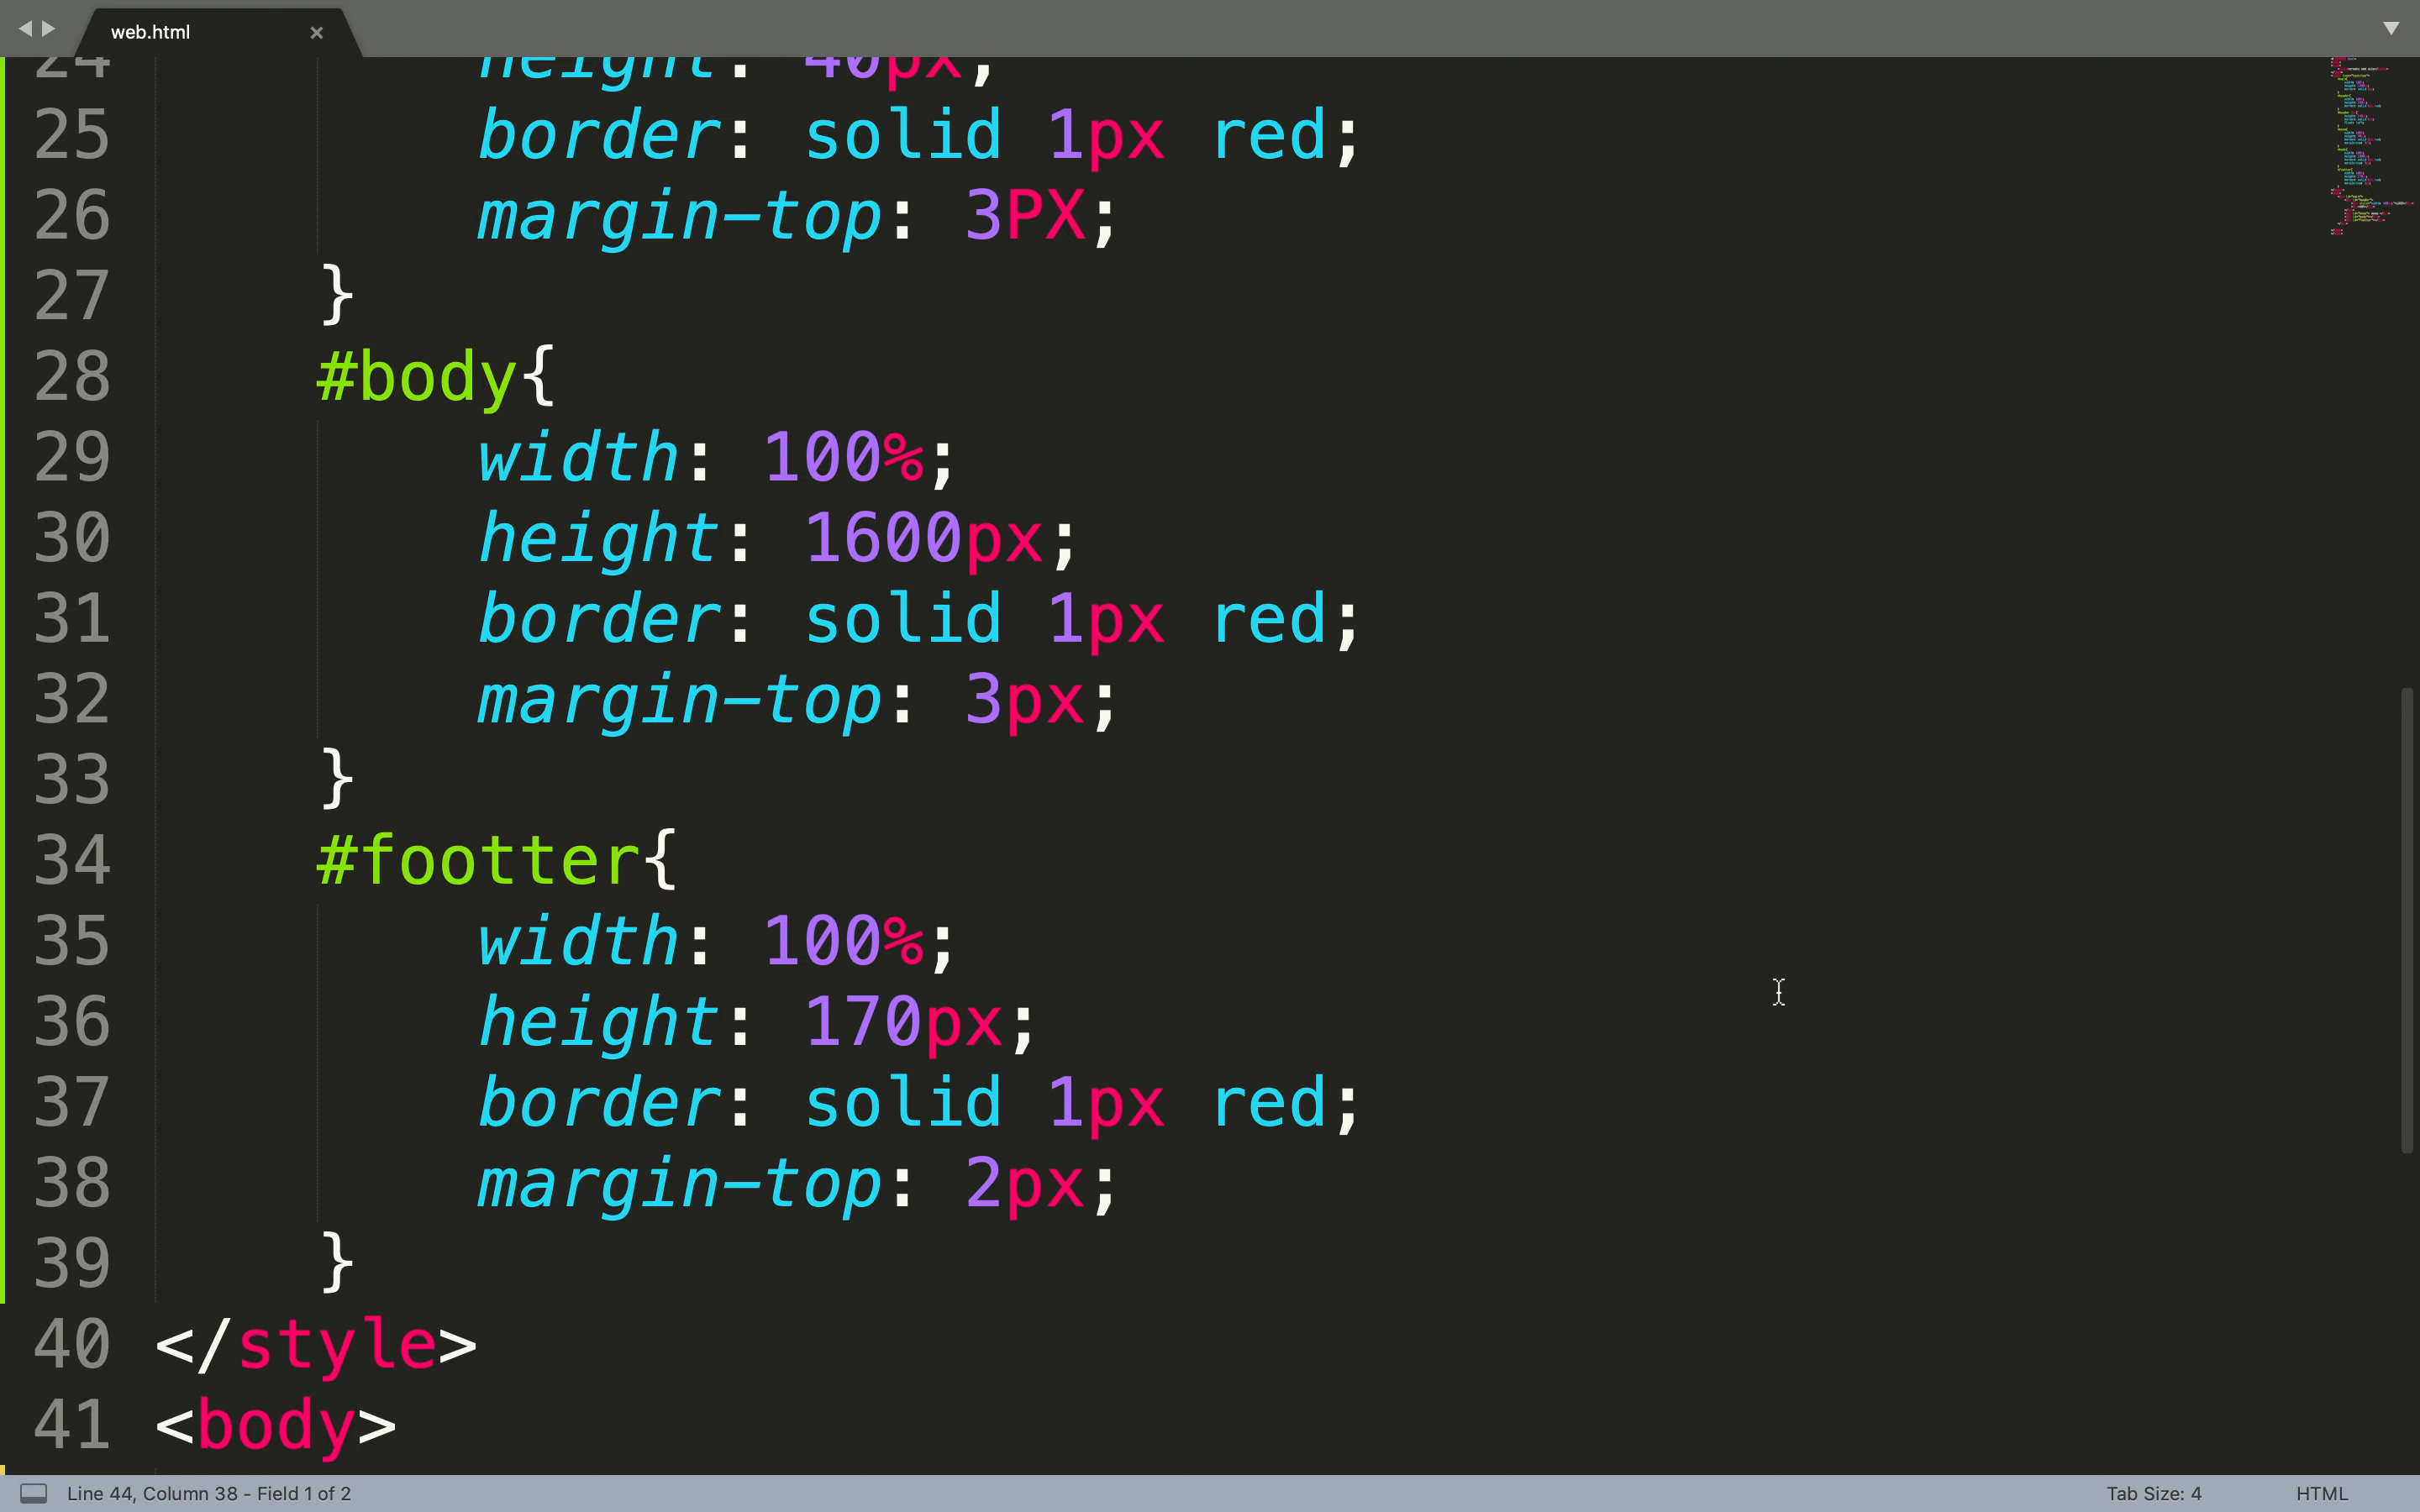 web.html
24 height: 40px;
25 border: solid 1px red;
26 margin-top: 3PX;
27 }
28 #body{
29 width: 100%;
30 height: 1600px;
31 border: solid 1px red;
32 margin-top: 3px;
33 }
34 #footter{
35 width: 100%;
36 height: 170px;
37 border: solid 1px red;
38 margin-top: 2px;
39 }
40 </style>
41 <body>
Line 44, Column 38 - Field 1 of 2 Tab Size: 4 HTML